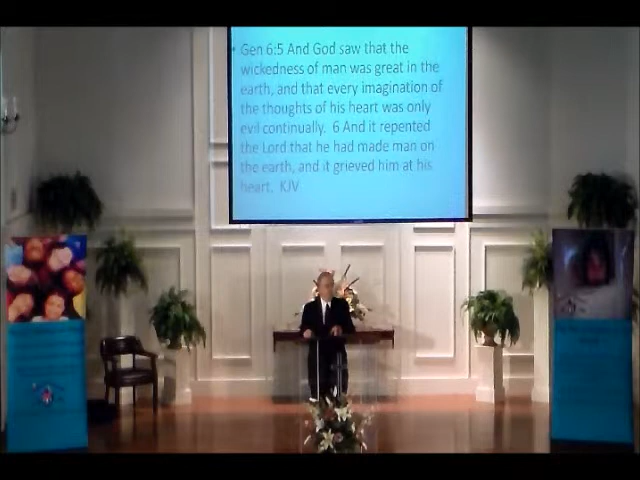 • Gen 6:5 And God saw that the
wickedness of man was great in the
earth, and that every imagination of
the thoughts of his heart was only
evil continually.  6 And it repented
the Lord that he had made man on
the earth, and it grieved him at his
heart.  KJV